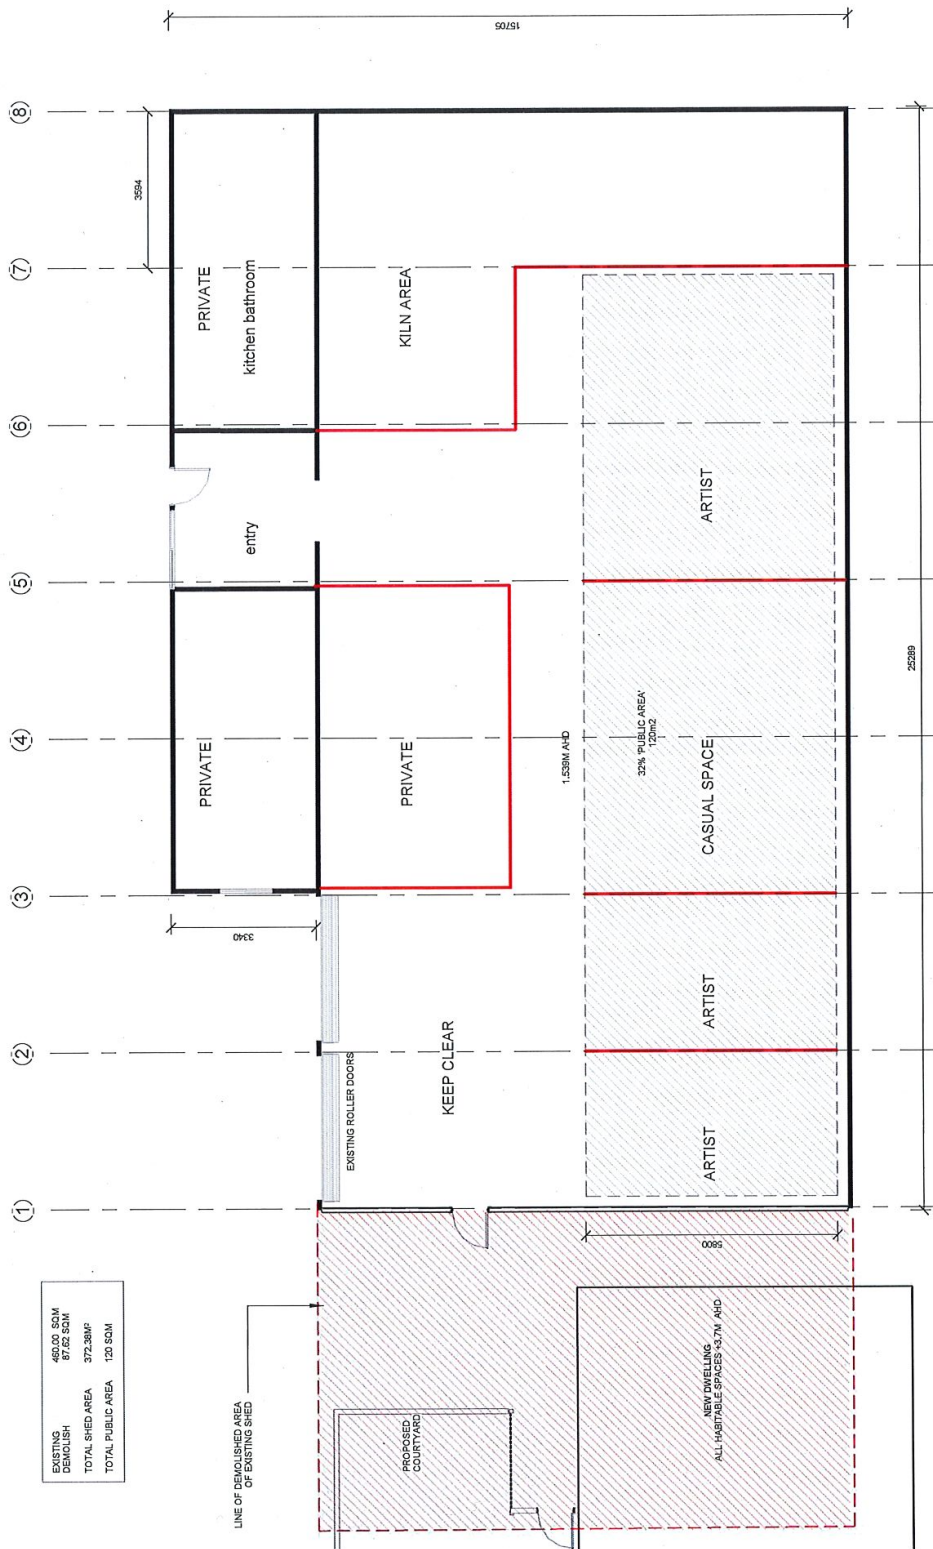 15705
8
7
6
5
4
3
2
1
3594
PRIVATE
kitchen bathroom
KILN AREA
entry
ARTIST
PRIVATE
PRIVATE
1.539M AHD
32% 'PUBLIC AREA'
120m2
CASUAL SPACE
25289
3340
EXISTING ROLLER DOORS
KEEP CLEAR
ARTIST
ARTIST
5800
EXISTING 460.00 SQM
DEMOLISH 87.62 SQM
TOTAL SHED AREA 372.38M²
TOTAL PUBLIC AREA 120 SQM
LINE OF DEMOLISHED AREA
OF EXISTING SHED
PROPOSED
COURTYARD
NEW DWELLING
ALL HABITABLE SPACES +3.7M AHD